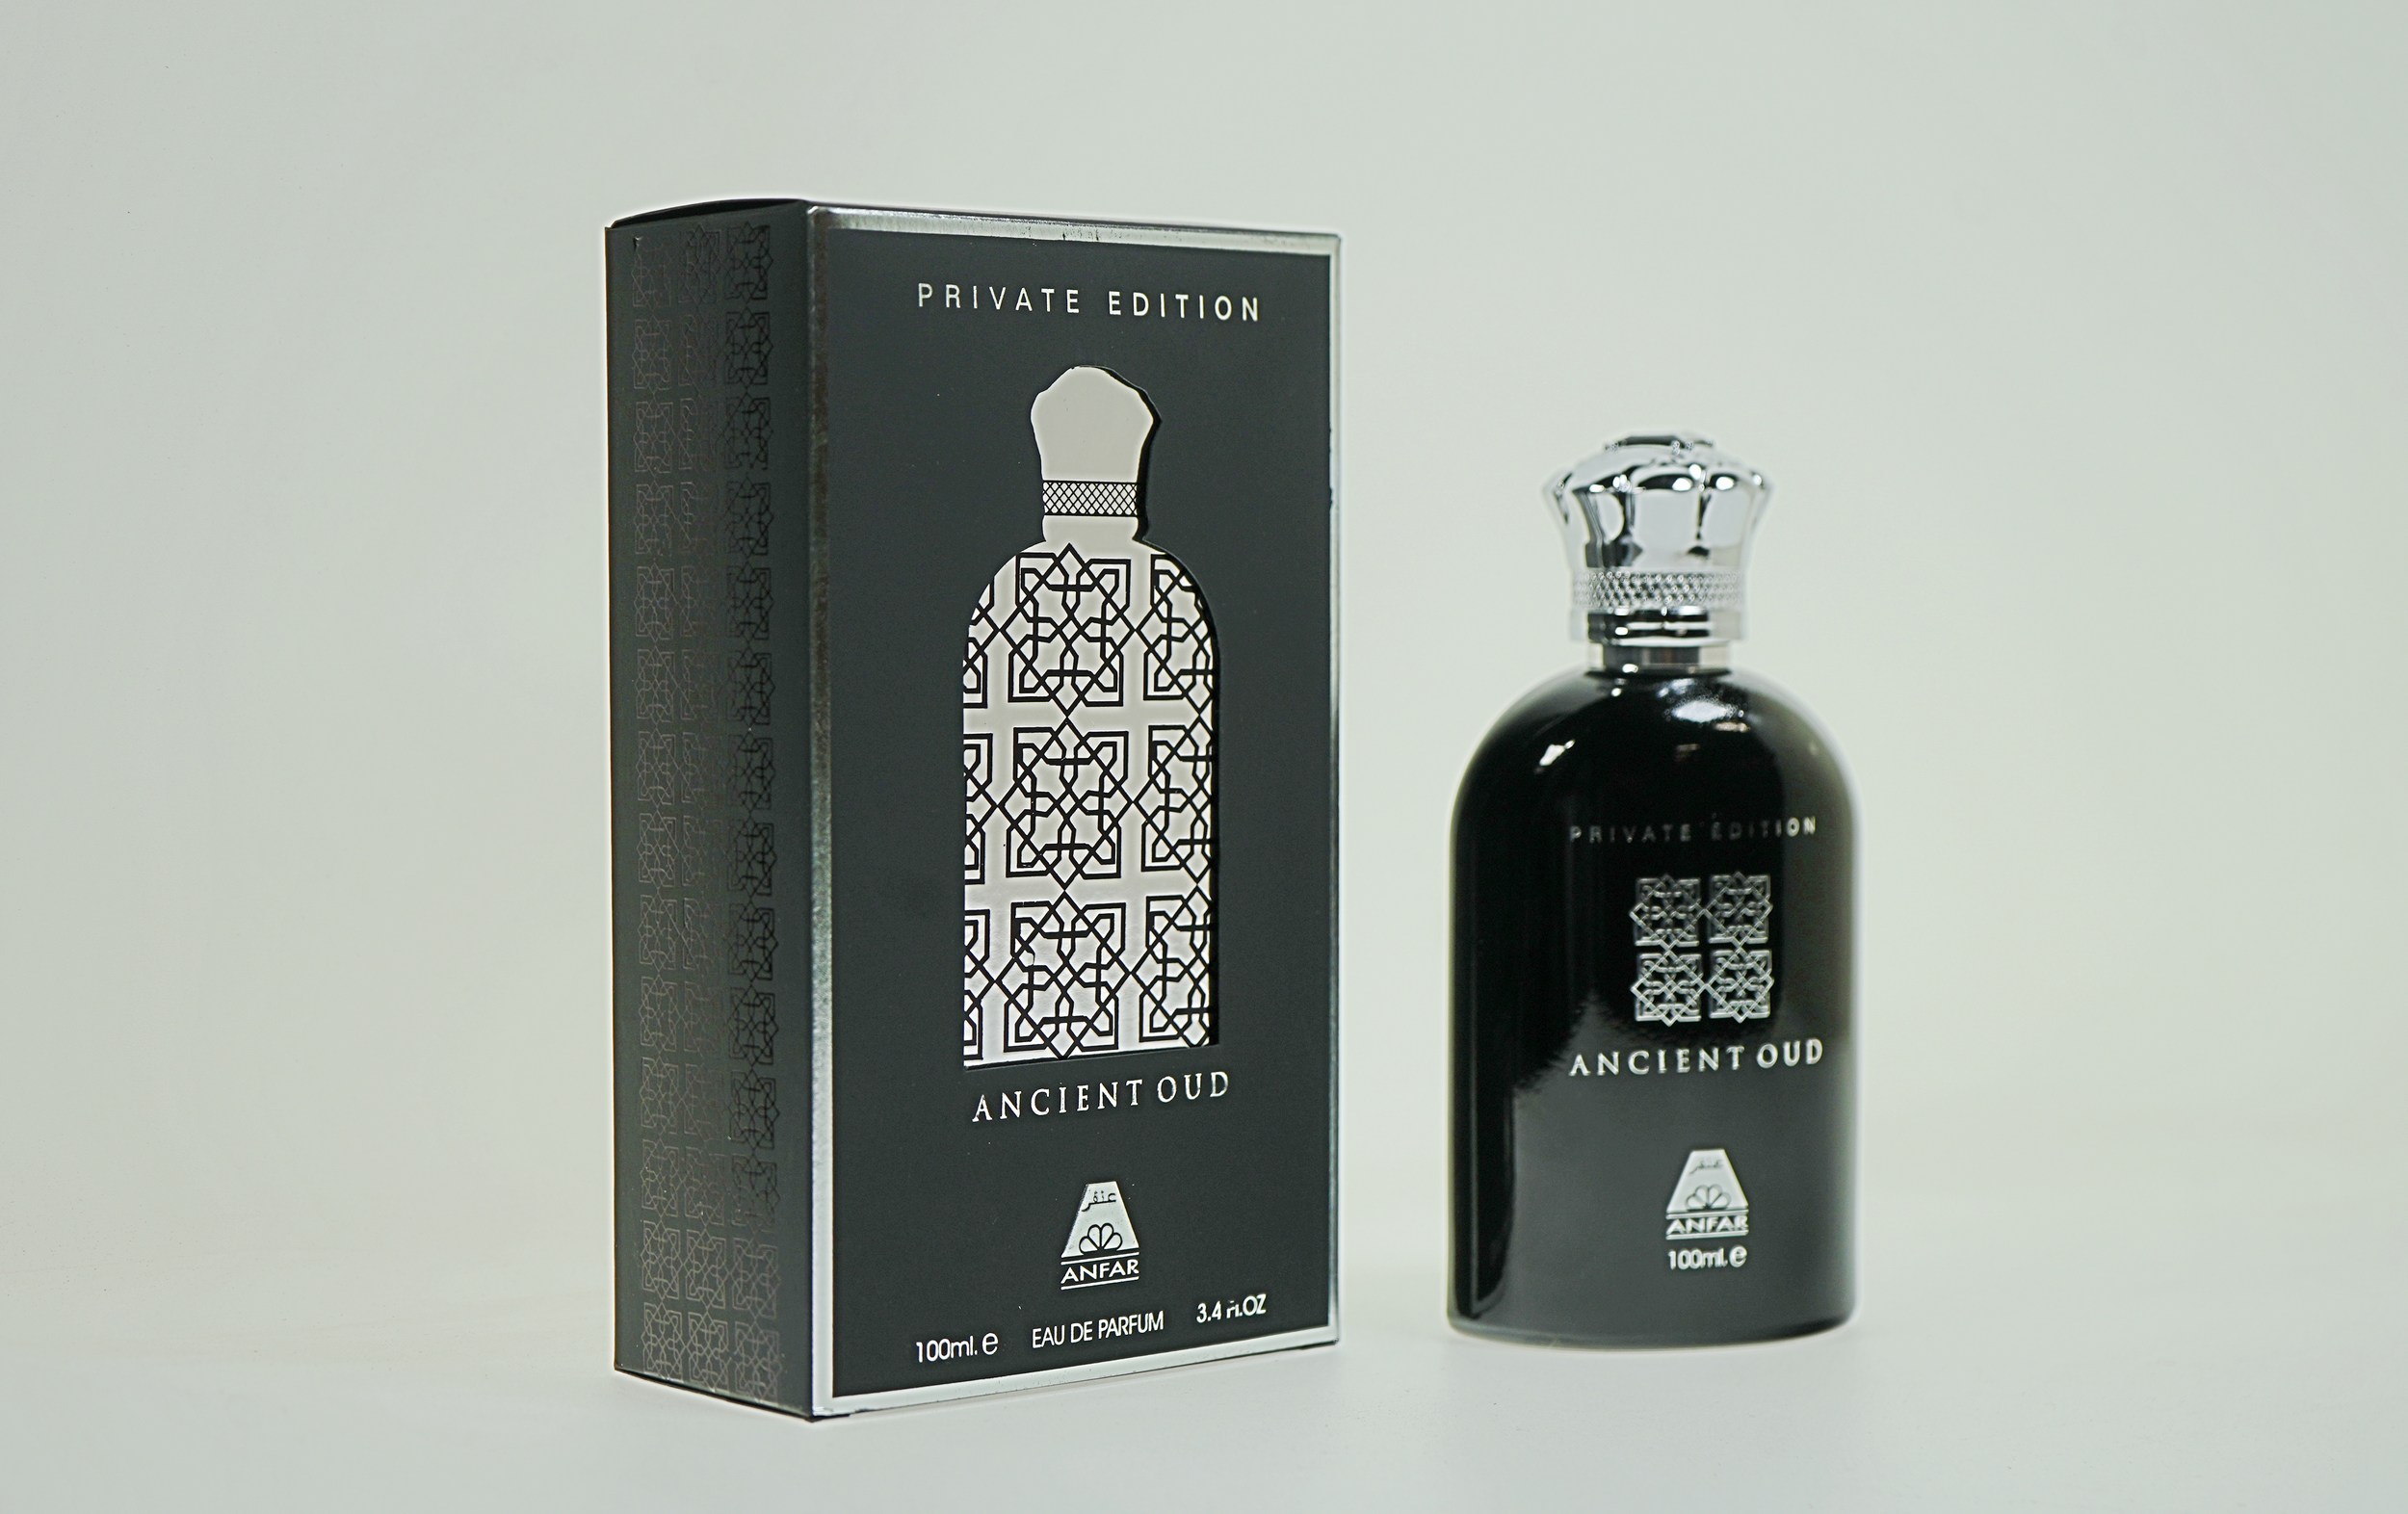 PRIVATE EDITION
ANCIENT OUD
عنفر
ANFAR
100ml. e EAU DE PARFUM 3.4 Fl.OZ
PRIVATE EDITION
ANCIENT OUD
عنفر
ANFAR
100ml. e